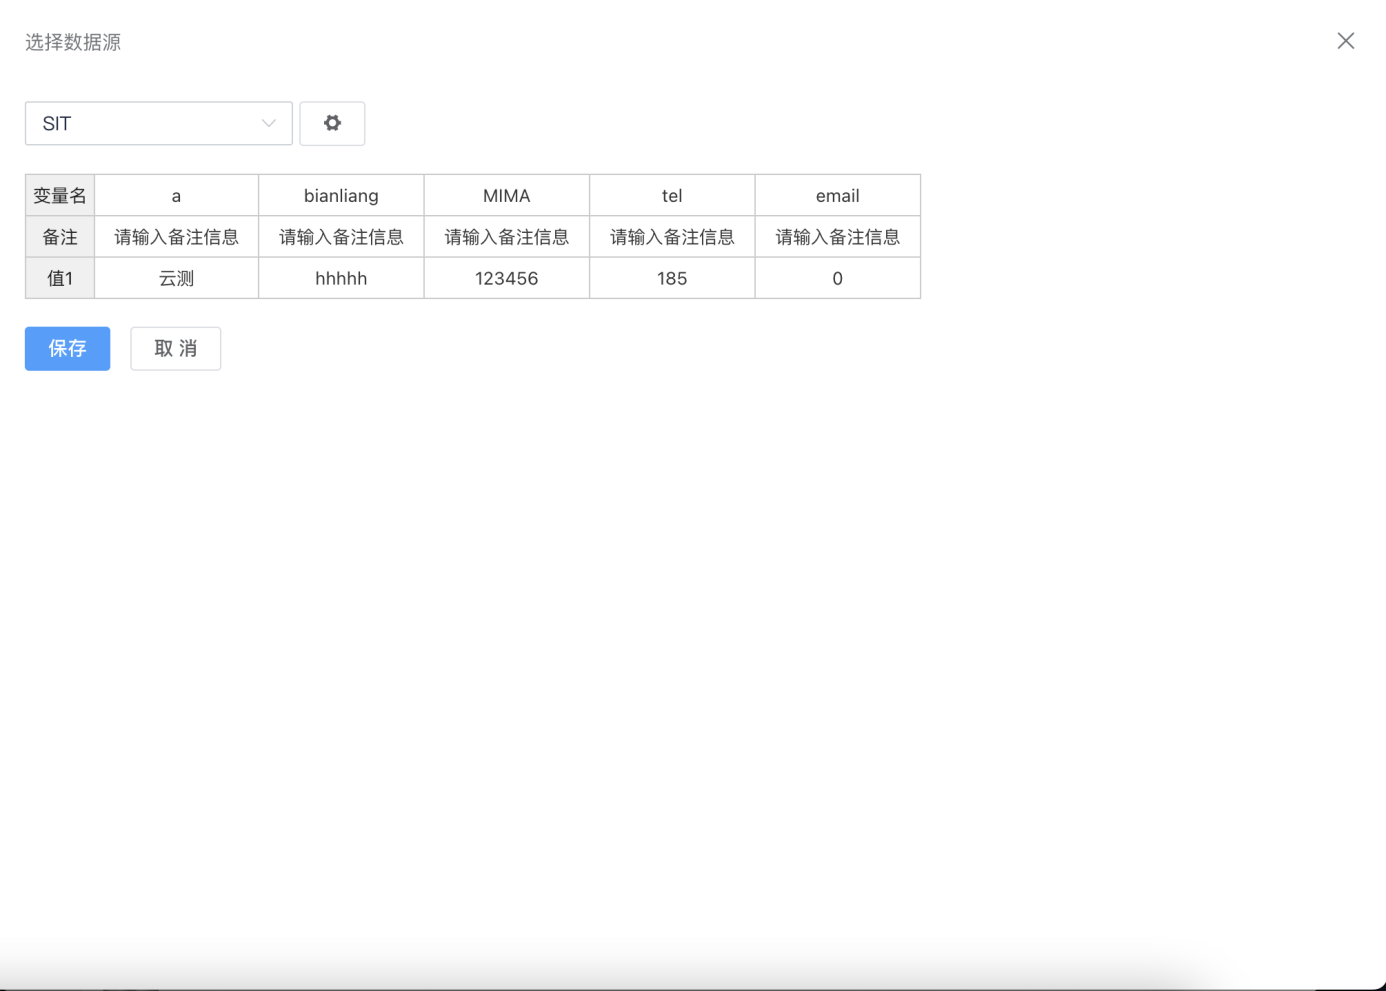 选择数据源
SIT
变量名 a bianliang MIMA tel email
备注 请输入备注信息 请输入备注信息 请输入备注信息 请输入备注信息 请输入备注信息
值1 云测 hhhhh 123456 185 0
保存 取 消